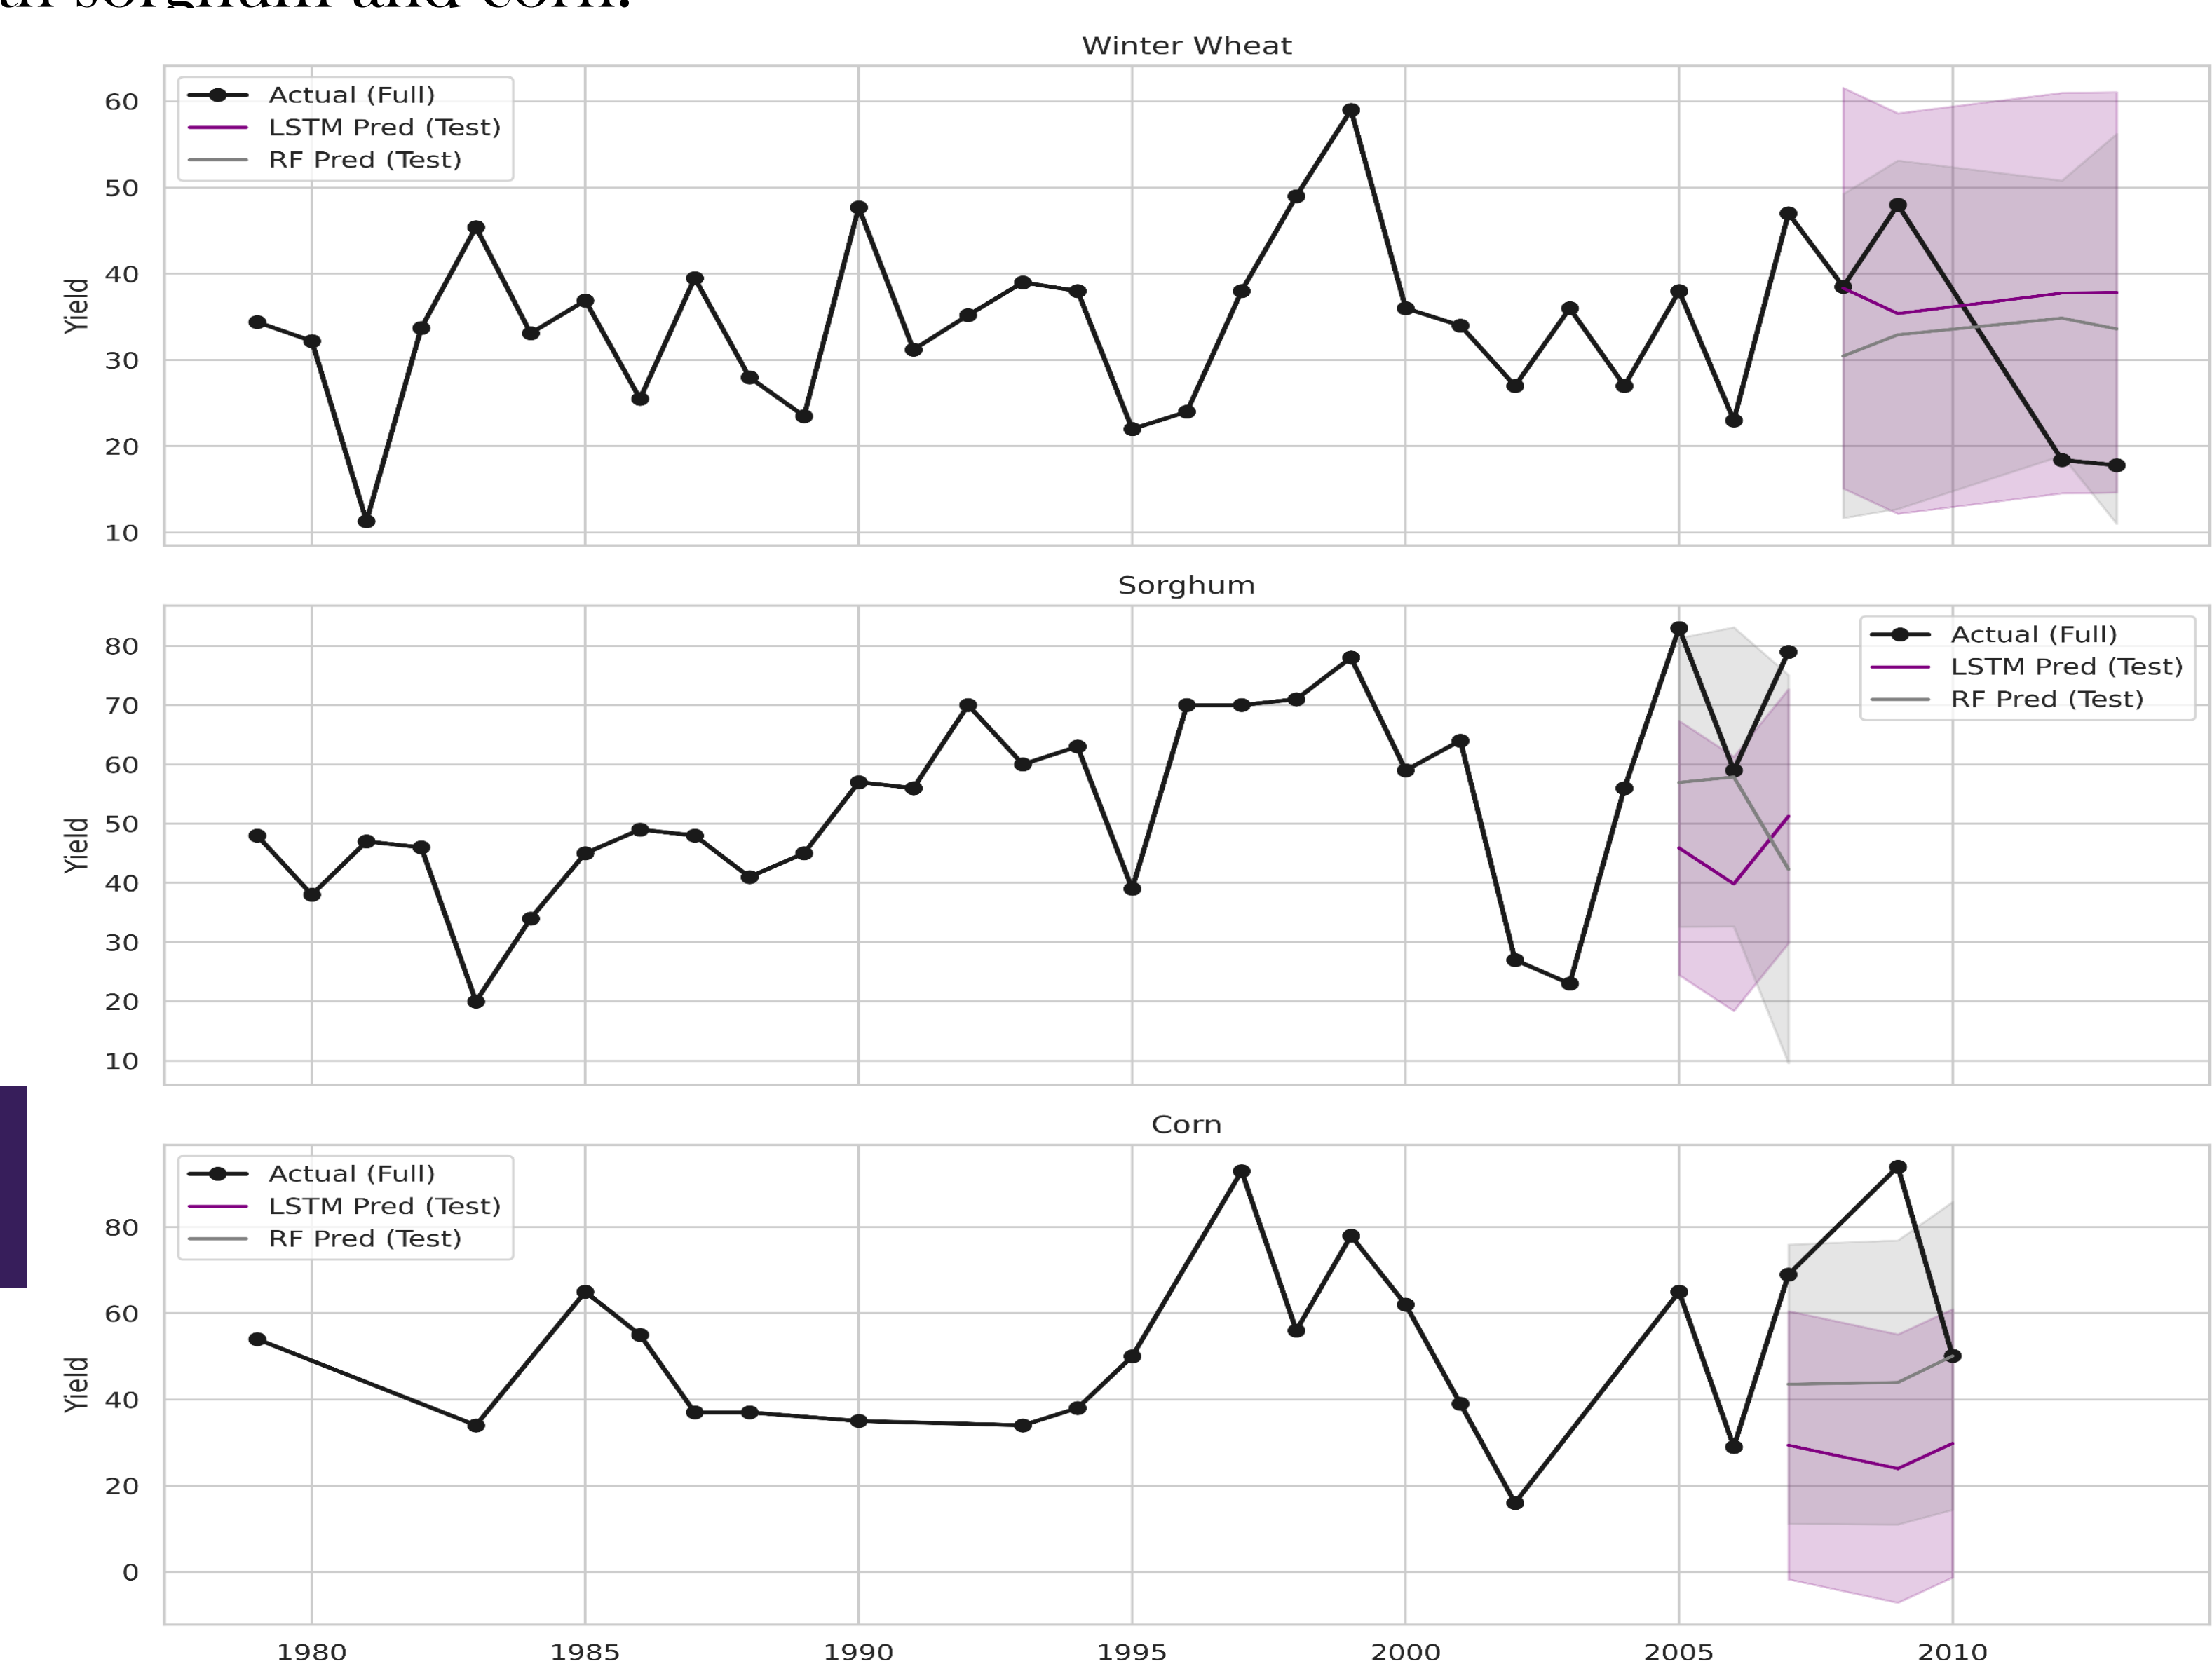 sorghum and corn.
Winter Wheat
Actual (Full)
LSTM Pred (Test)
RF Pred (Test)
60
50
40
30
20
10
Yield
Sorghum
Actual (Full)
LSTM Pred (Test)
RF Pred (Test)
80
70
60
50
40
30
20
10
Yield
Corn
Actual (Full)
LSTM Pred (Test)
RF Pred (Test)
80
60
40
20
0
Yield
1980 1985 1990 1995 2000 2005 2010